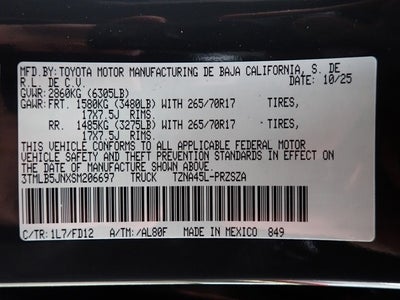 MFD.BY:TOYOTA MOTOR MANUFACTURING DE BAJA CALIFORNIA, S. DE
R.L. DE C.V. DATE: 10/25
GVWR: 2860KG (6305LB)
GAWR: FRT. 1580KG (3480LB) WITH 265/70R17 TIRES,
17X7.5J RIMS.
RR. 1485KG (3275LB) WITH 265/70R17 TIRES,
17X7.5J RIMS.
THIS VEHICLE CONFORMS TO ALL APPLICABLE FEDERAL MOTOR
VEHICLE SAFETY AND THEFT PREVENTION STANDARDS IN EFFECT ON
THE DATE OF MANUFACTURE SHOWN ABOVE.
3TMLB5JNXSM206697 TRUCK TZNA45L-PRZSZA
C/TR: 1L7/FD12 A/TM: /AL80F MADE IN MEXICO 849